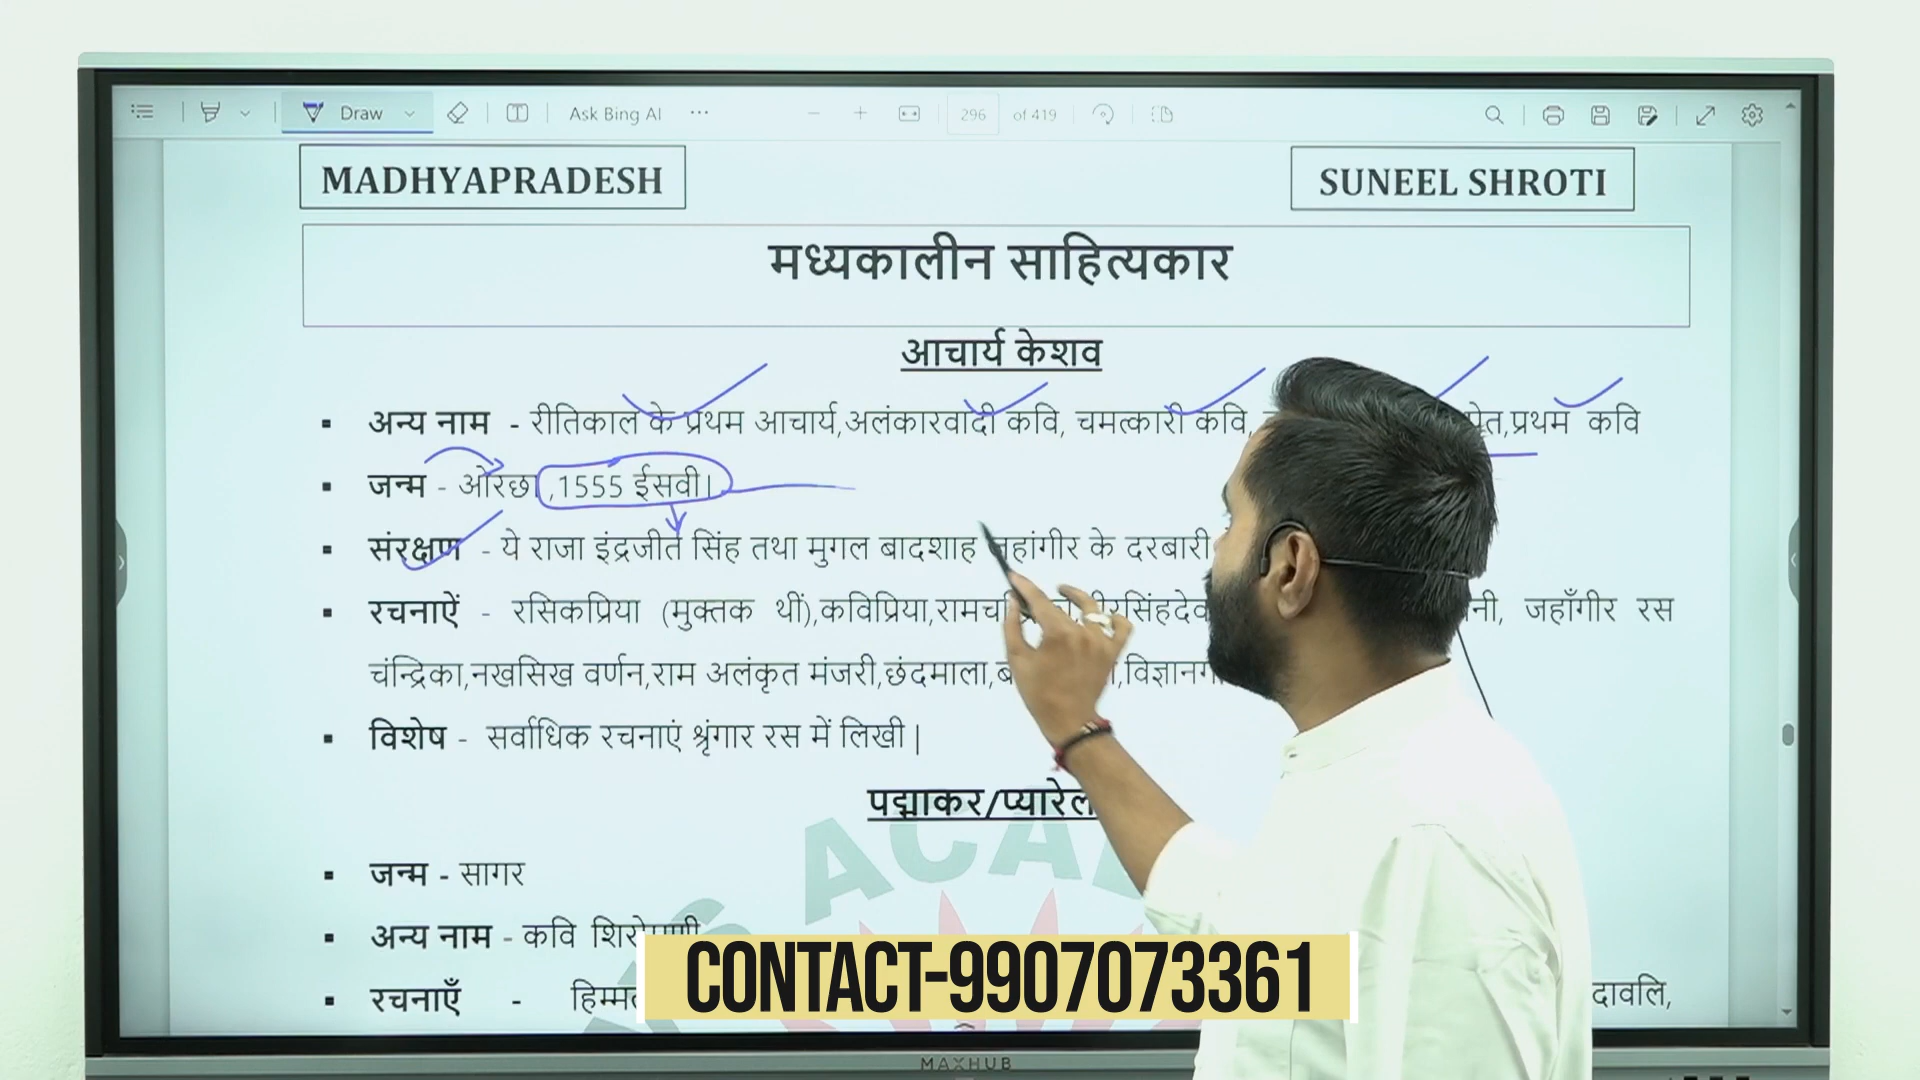 Draw Ask Bing AI ... 296 of 419
MADHYAPRADESH SUNEEL SHROTI
मध्यकालीन साहित्यकार
आचार्य केशव
▪ अन्य नाम - रीतिकाल के प्रथम आचार्य,अलंकारवादी कवि, चमत्कारी कवि, प्रथम कवि
▪ जन्म - ओरछा ,1555 ईसवी|
▪ संरक्षण - ये राजा इंद्रजीत सिंह तथा मुगल बादशाह जहांगीर के दरबारी
▪ रचनाऐं - रसिकप्रिया (मुक्तक थीं),कविप्रिया, जहाँगीर रस
चंन्द्रिका,नखसिख वर्णन,राम अलंकृत मंजरी,छंदमाला,
▪ विशेष - सर्वाधिक रचनाएं श्रृंगार रस में लिखी |
पद्माकर/
▪ जन्म - सागर
▪ अन्य नाम - कवि
▪ रचनाएँ -
CONTACT-9907073361
MAXHUB